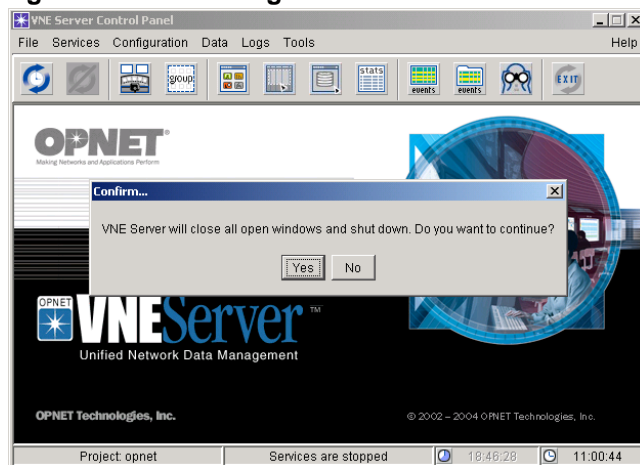 VNE Server Control Panel
File Services Configuration Data Logs Tools Help
group
stats
events
events
EXIT
OPNET®
Making Networks and Applications Perform
Confirm...
VNE Server will close all open windows and shut down. Do you want to continue?
Yes No
OPNET
VNEServer™
Unified Network Data Management
OPNET Technologies, Inc. © 2002 – 2004 OPNET Technologies, Inc.
Project: opnet Services are stopped 18:46:28 11:00:44